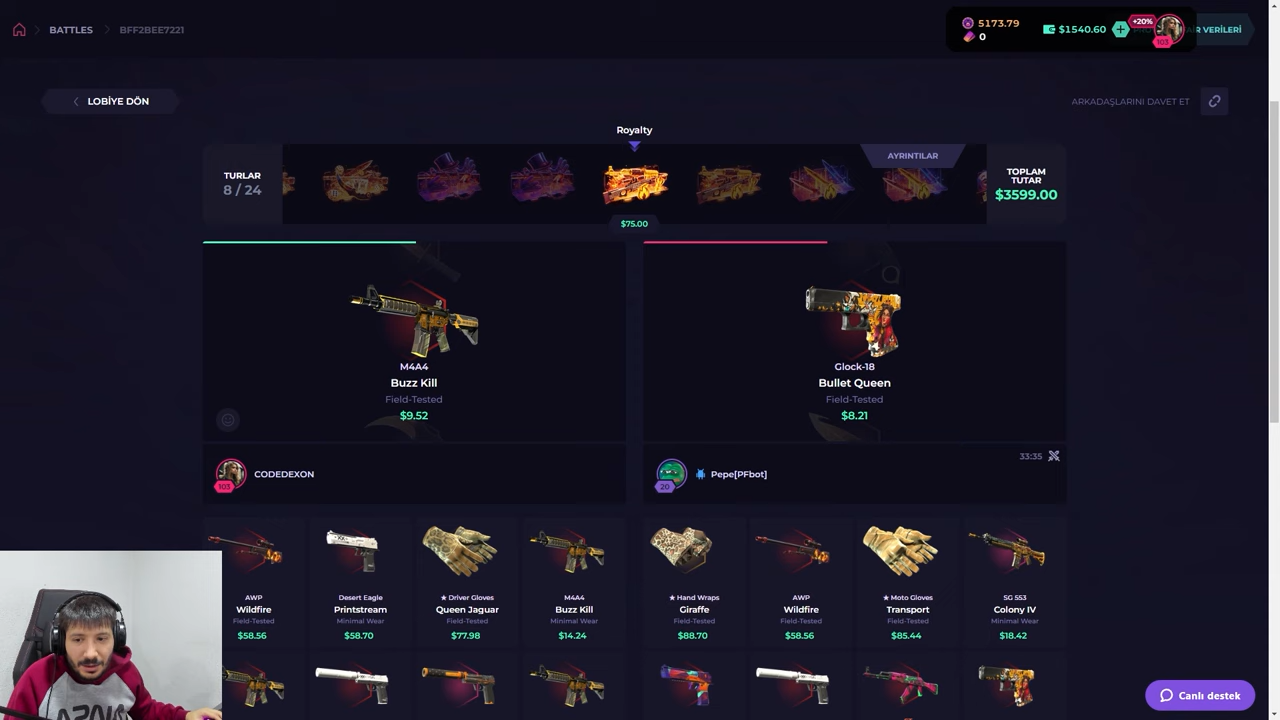 BATTLES
BFF2BEE7221
5173.79
0
$1540.60
+20%
103
R VERİLERİ
LOBİYE DÖN
ARKADAŞLARINI DAVET ET
Royalty
AYRINTILAR
TURLAR
8 / 24
TOPLAM
TUTAR
$3599.00
$75.00
M4A4
Buzz Kill
Field-Tested
$9.52
Glock-18
Bullet Queen
Field-Tested
$8.21
103
CODEDEXON
20
Pepe[PFbot]
33:35
AWP
Wildfire
Field-Tested
$58.56
Desert Eagle
Printstream
Minimal Wear
$58.70
★ Driver Gloves
Queen Jaguar
Field-Tested
$77.98
M4A4
Buzz Kill
Minimal Wear
$14.24
★ Hand Wraps
Giraffe
Field-Tested
$88.70
AWP
Wildfire
Field-Tested
$58.56
★ Moto Gloves
Transport
Field-Tested
$85.44
SG 553
Colony IV
Minimal Wear
$18.42
Canlı destek